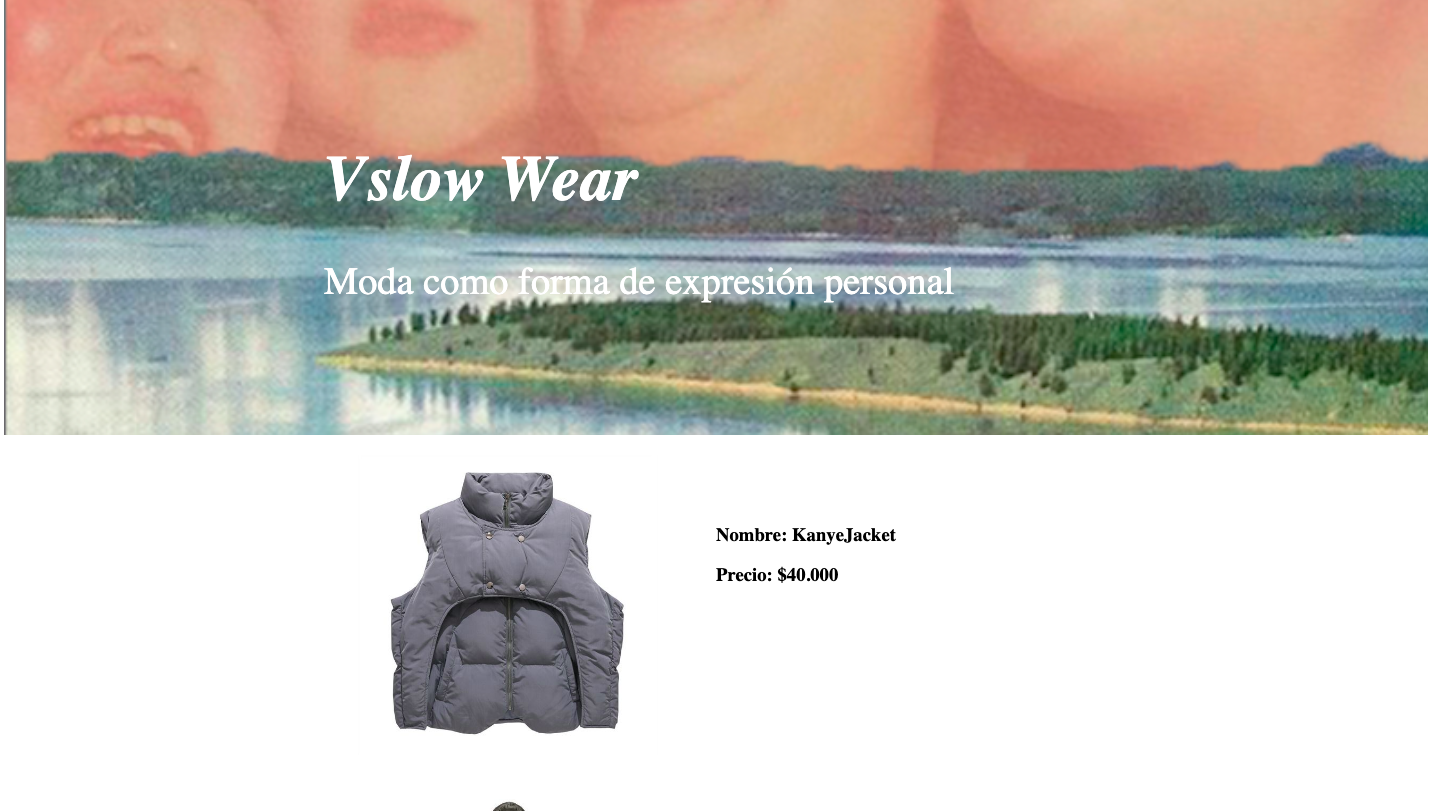 Vslow Wear
Moda como forma de expresión personal
Nombre: KanyeJacket
Precio: $40.000